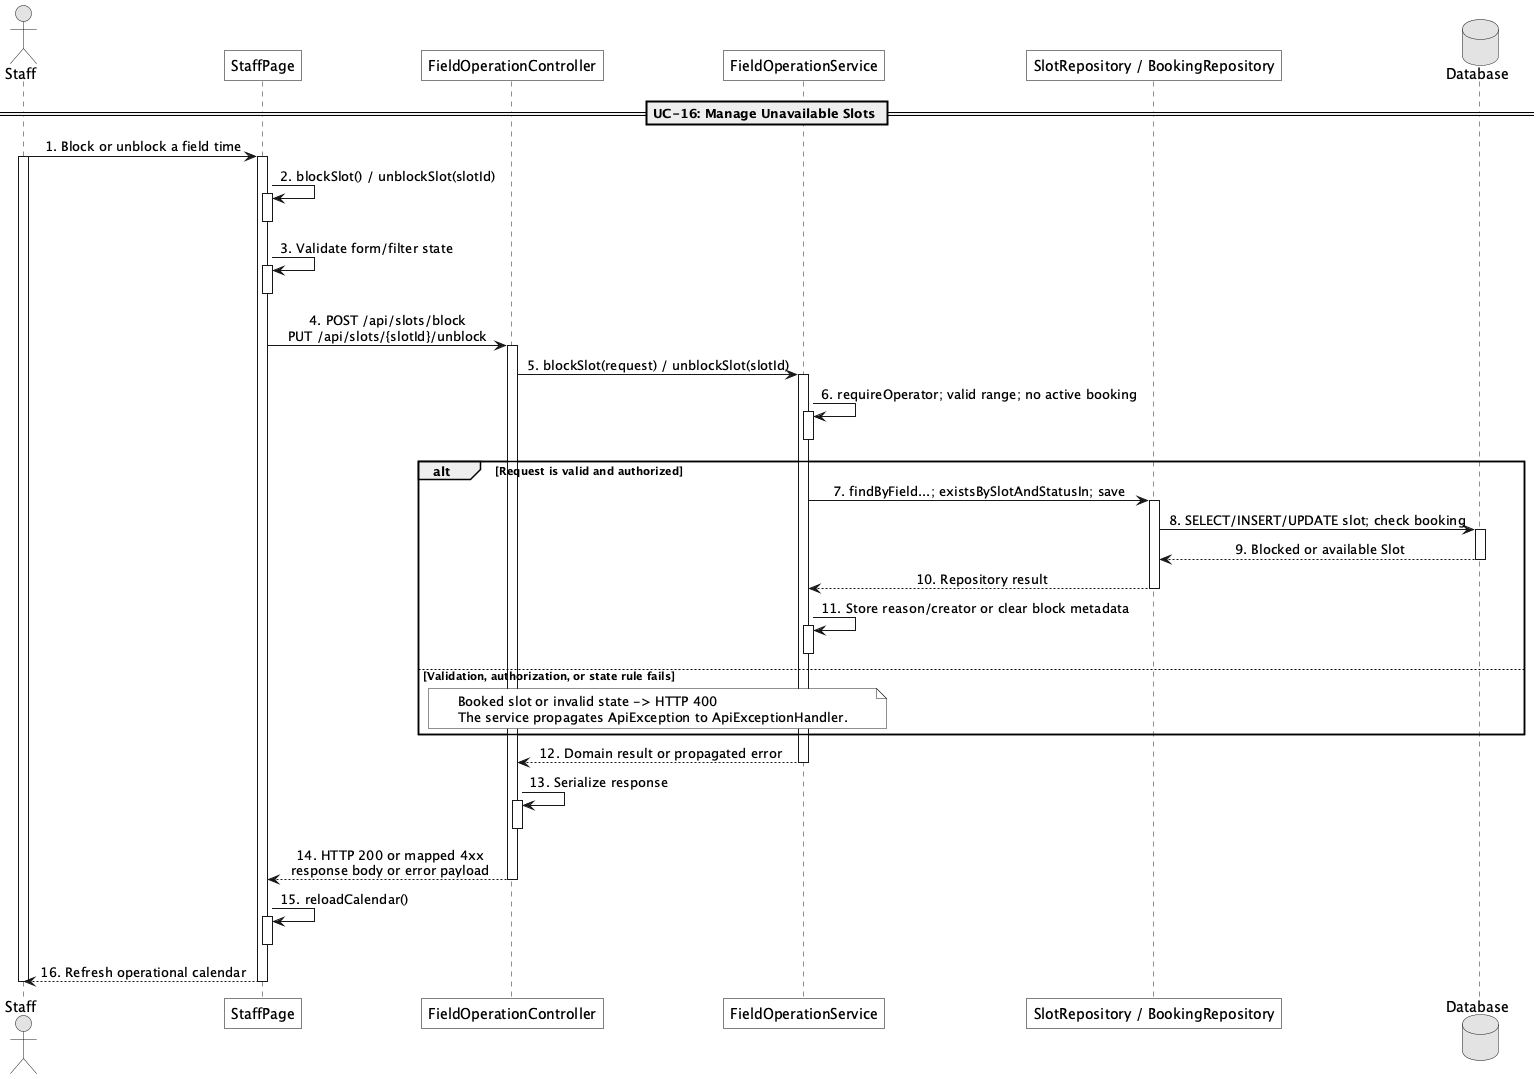 Staff
StaffPage
FieldOperationController
FieldOperationService
SlotRepository / BookingRepository
Database
UC-16: Manage Unavailable Slots
1. Block or unblock a field time
2. blockSlot() / unblockSlot(slotId)
3. Validate form/filter state
4. POST /api/slots/block
PUT /api/slots/{slotId}/unblock
5. blockSlot(request) / unblockSlot(slotId)
6. requireOperator; valid range; no active booking
alt
[Request is valid and authorized]
7. findByField...; existsBySlotAndStatusIn; save
8. SELECT/INSERT/UPDATE slot; check booking
9. Blocked or available Slot
10. Repository result
11. Store reason/creator or clear block metadata
[Validation, authorization, or state rule fails]
Booked slot or invalid state -> HTTP 400
The service propagates ApiException to ApiExceptionHandler.
12. Domain result or propagated error
13. Serialize response
14. HTTP 200 or mapped 4xx
response body or error payload
15. reloadCalendar()
16. Refresh operational calendar
Staff
StaffPage
FieldOperationController
FieldOperationService
SlotRepository / BookingRepository
Database